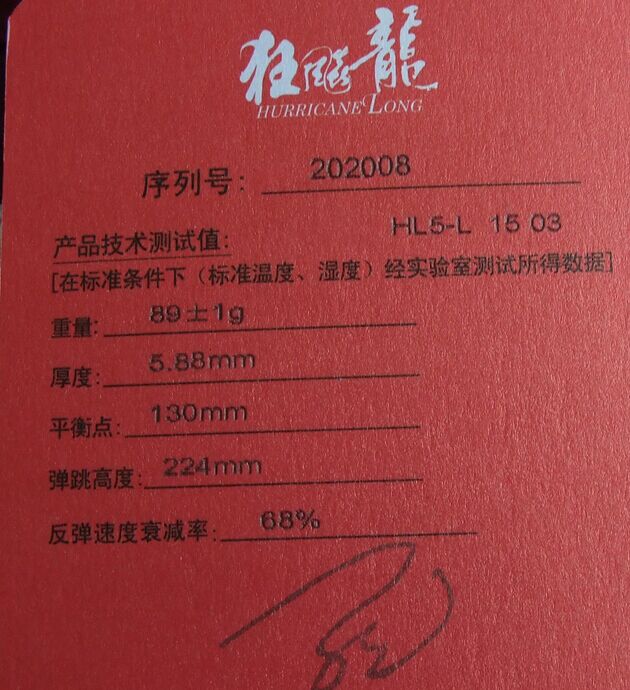 狂飚龍
HURRICANE LONG
序列号: 202008
产品技术测试值: HL5-L 15 03
[在标准条件下（标准温度、湿度）经实验室测试所得数据]
重量: 89±1g
厚度: 5.88mm
平衡点: 130mm
弹跳高度: 224mm
反弹速度衰减率: 68%